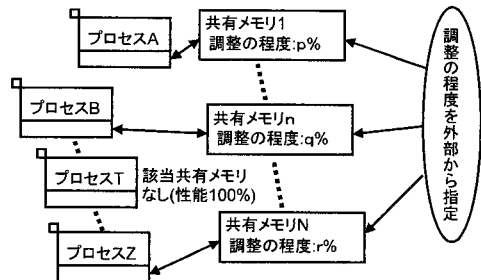 プロセスA
共有メモリ1
調整の程度:p%
プロセスB
共有メモリn
調整の程度:q%
プロセスT
該当共有メモリ
なし(性能100%)
プロセスZ
共有メモリN
調整の程度:r%
調整の程度を外部から指定